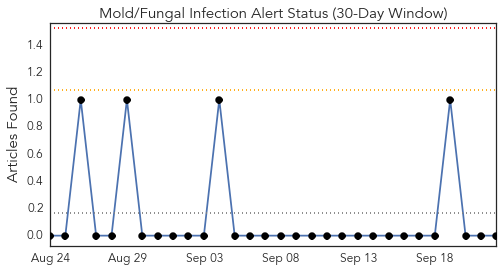 Mold/Fungal Infection Alert Status (30-Day Window)
Articles Found
1.4
1.2
1.0
0.8
0.6
0.4
0.2
0.0
Aug 24 Aug 29 Sep 03 Sep 08 Sep 13 Sep 18